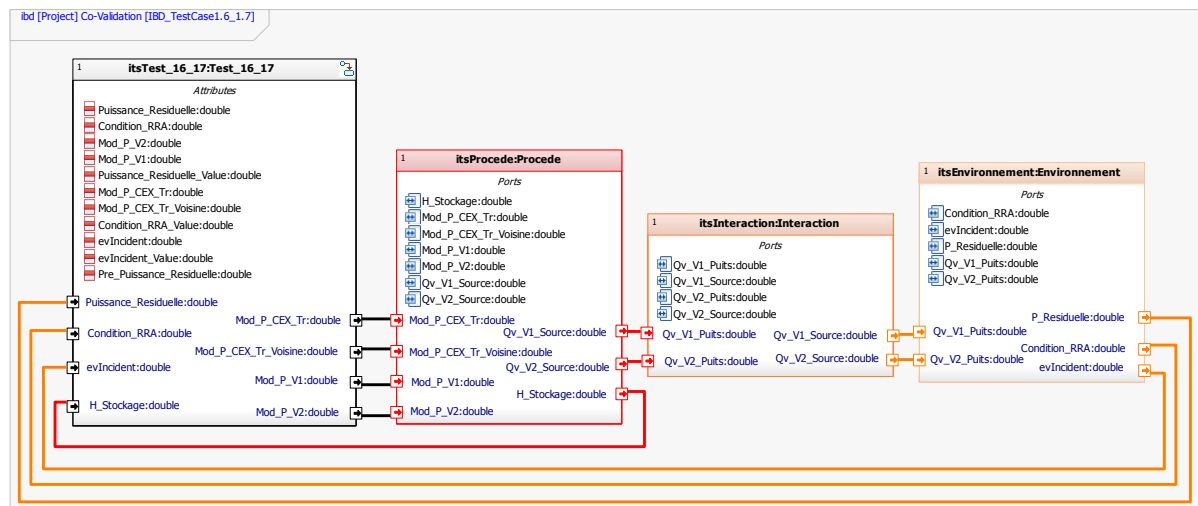 ibd [Project] Co-Validation [IBD_TestCase1.6_1.7]
1 itsTest_16_17:Test_16_17
Attributes
Puissance_Residuelle:double
Condition_RRA:double
Mod_P_V2:double
Mod_P_V1:double
Puissance_Residuelle_Value:double
Mod_P_CEX_Tr:double
Mod_P_CEX_Tr_Voisine:double
Condition_RRA_Value:double
evIncident:double
evIncident_Value:double
Pre_Puissance_Residuelle:double
Puissance_Residuelle:double
Mod_P_CEX_Tr:double
Condition_RRA:double
Mod_P_CEX_Tr_Voisine:double
evIncident:double
Mod_P_V1:double
H_Stockage:double
Mod_P_V2:double
1 itsProcede:Procede
Ports
H_Stockage:double
Mod_P_CEX_Tr:double
Mod_P_CEX_Tr_Voisine:double
Mod_P_V1:double
Mod_P_V2:double
Qv_V1_Source:double
Qv_V2_Source:double
Mod_P_CEX_Tr:double
Qv_V1_Source:double
Mod_P_CEX_Tr_Voisine:double
Qv_V2_Source:double
Mod_P_V1:double
H_Stockage:double
Mod_P_V2:double
1 itsInteraction:Interaction
Ports
Qv_V1_Puits:double
Qv_V1_Source:double
Qv_V2_Puits:double
Qv_V2_Source:double
Qv_V1_Puits:double
Qv_V1_Source:double
Qv_V2_Puits:double
Qv_V2_Source:double
1 itsEnvironnement:Environnement
Ports
Condition_RRA:double
evIncident:double
P_Residuelle:double
Qv_V1_Puits:double
Qv_V2_Puits:double
P_Residuelle:double
Qv_V1_Puits:double
Condition_RRA:double
Qv_V2_Puits:double
evIncident:double